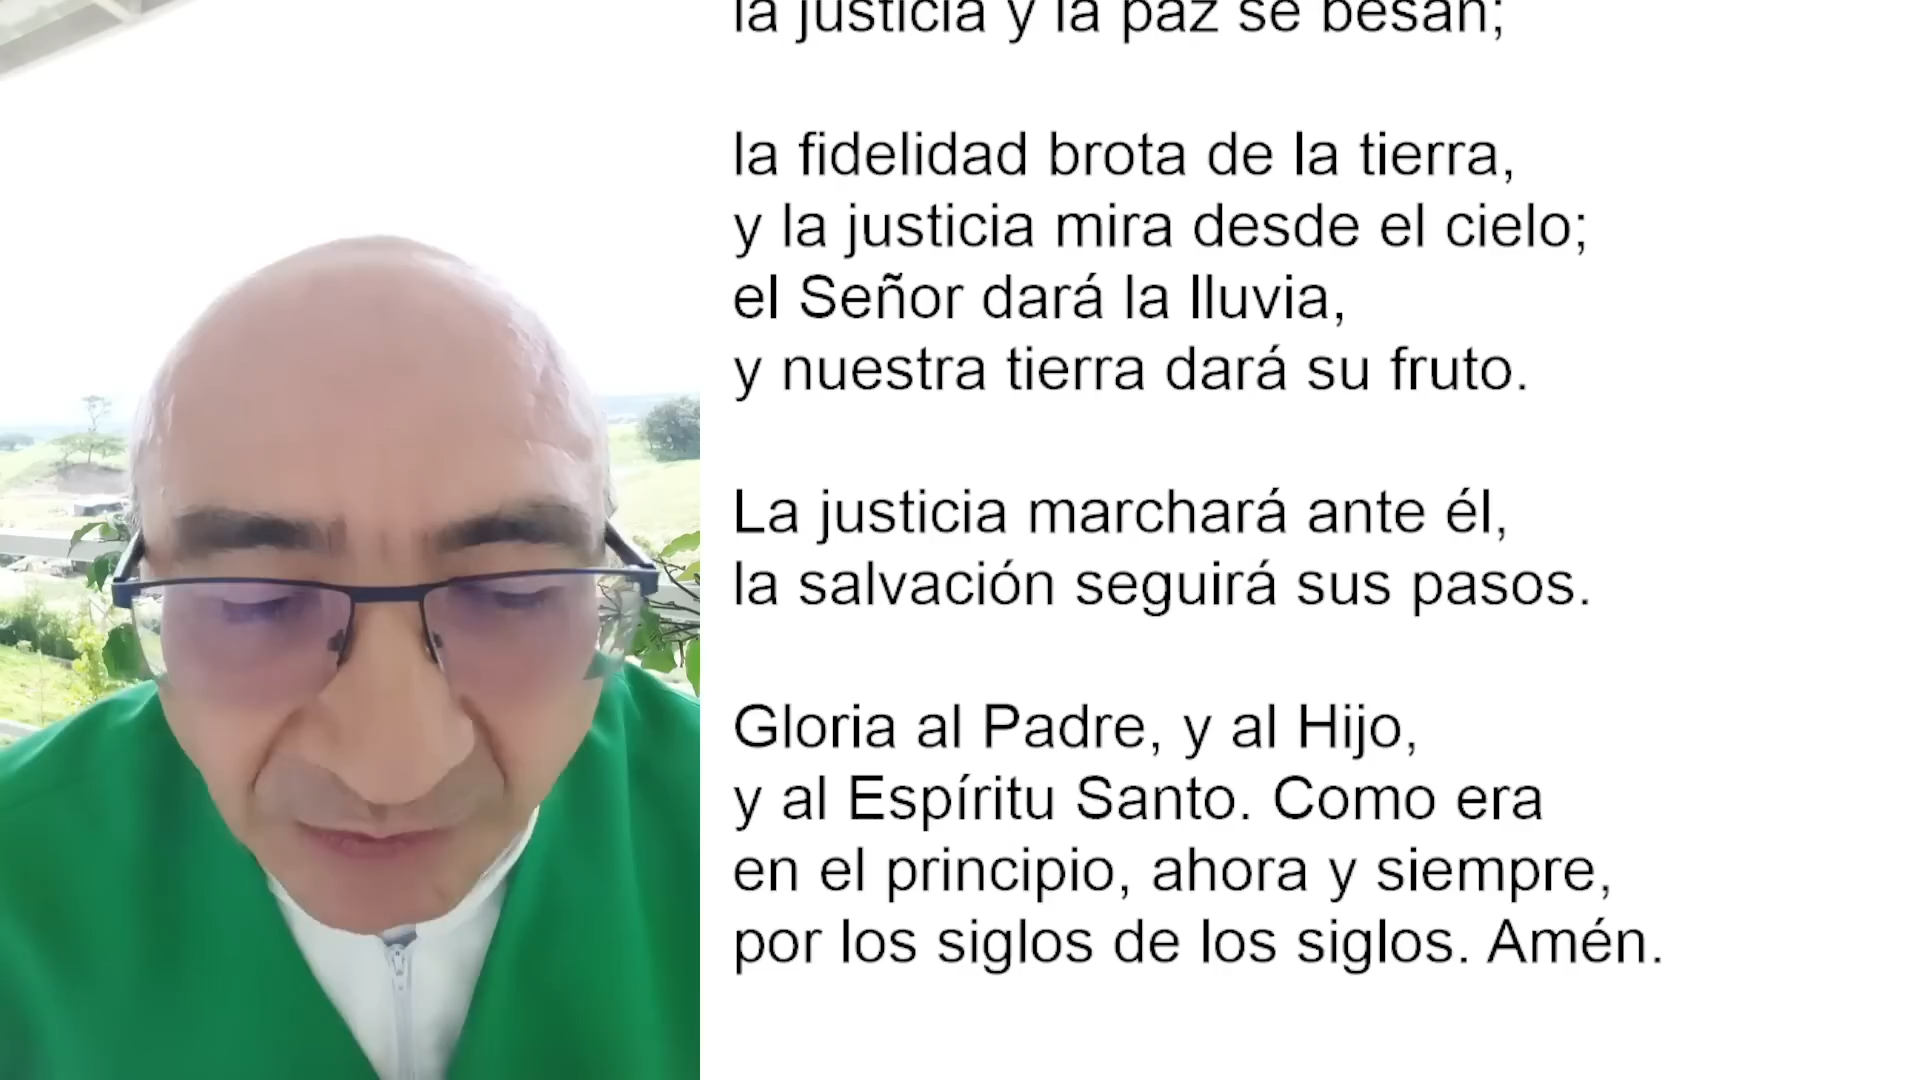 la justicia y la paz se besan;
la fidelidad brota de la tierra,
y la justicia mira desde el cielo;
el Señor dará la lluvia,
y nuestra tierra dará su fruto.
La justicia marchará ante él,
la salvación seguirá sus pasos.
Gloria al Padre, y al Hijo,
y al Espíritu Santo. Como era
en el principio, ahora y siempre,
por los siglos de los siglos. Amén.